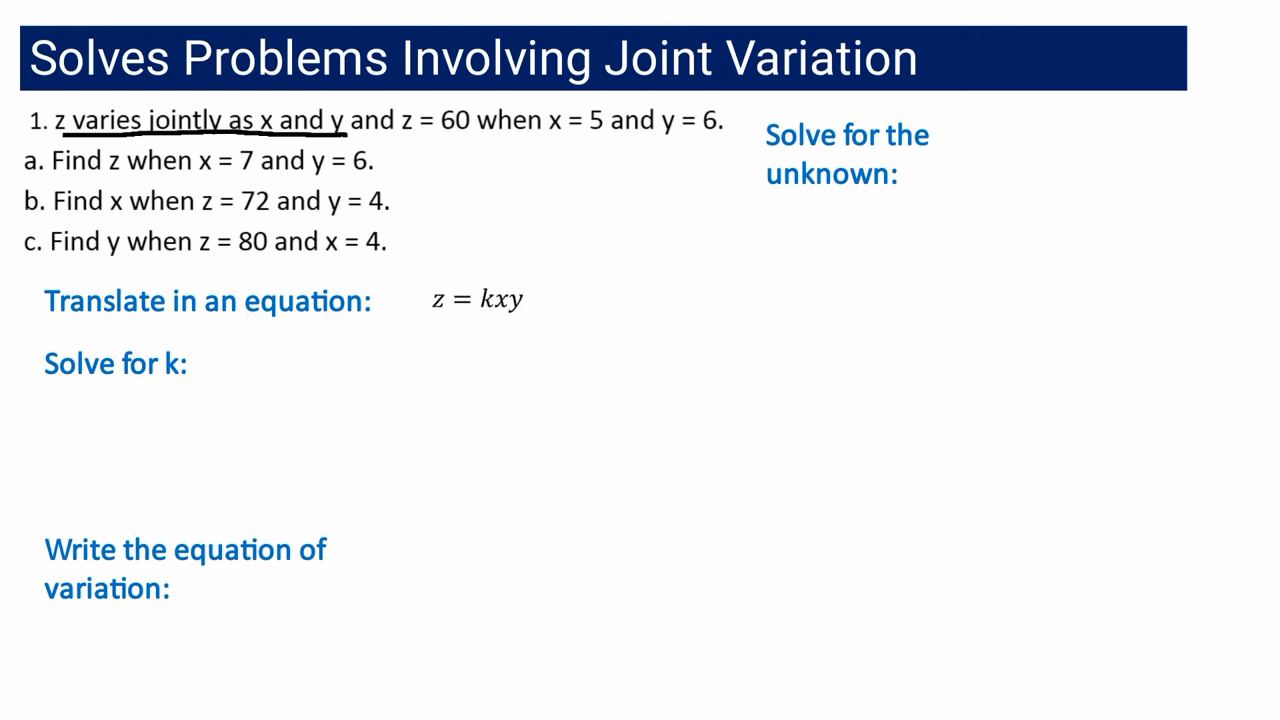 Solves Problems Involving Joint Variation
1. z varies jointly as x and y and z = 60 when x = 5 and y = 6.
a. Find z when x = 7 and y = 6.
b. Find x when z = 72 and y = 4.
c. Find y when z = 80 and x = 4.
Translate in an equation: z = kxy
Solve for k:
Write the equation of
variation:
Solve for the
unknown: